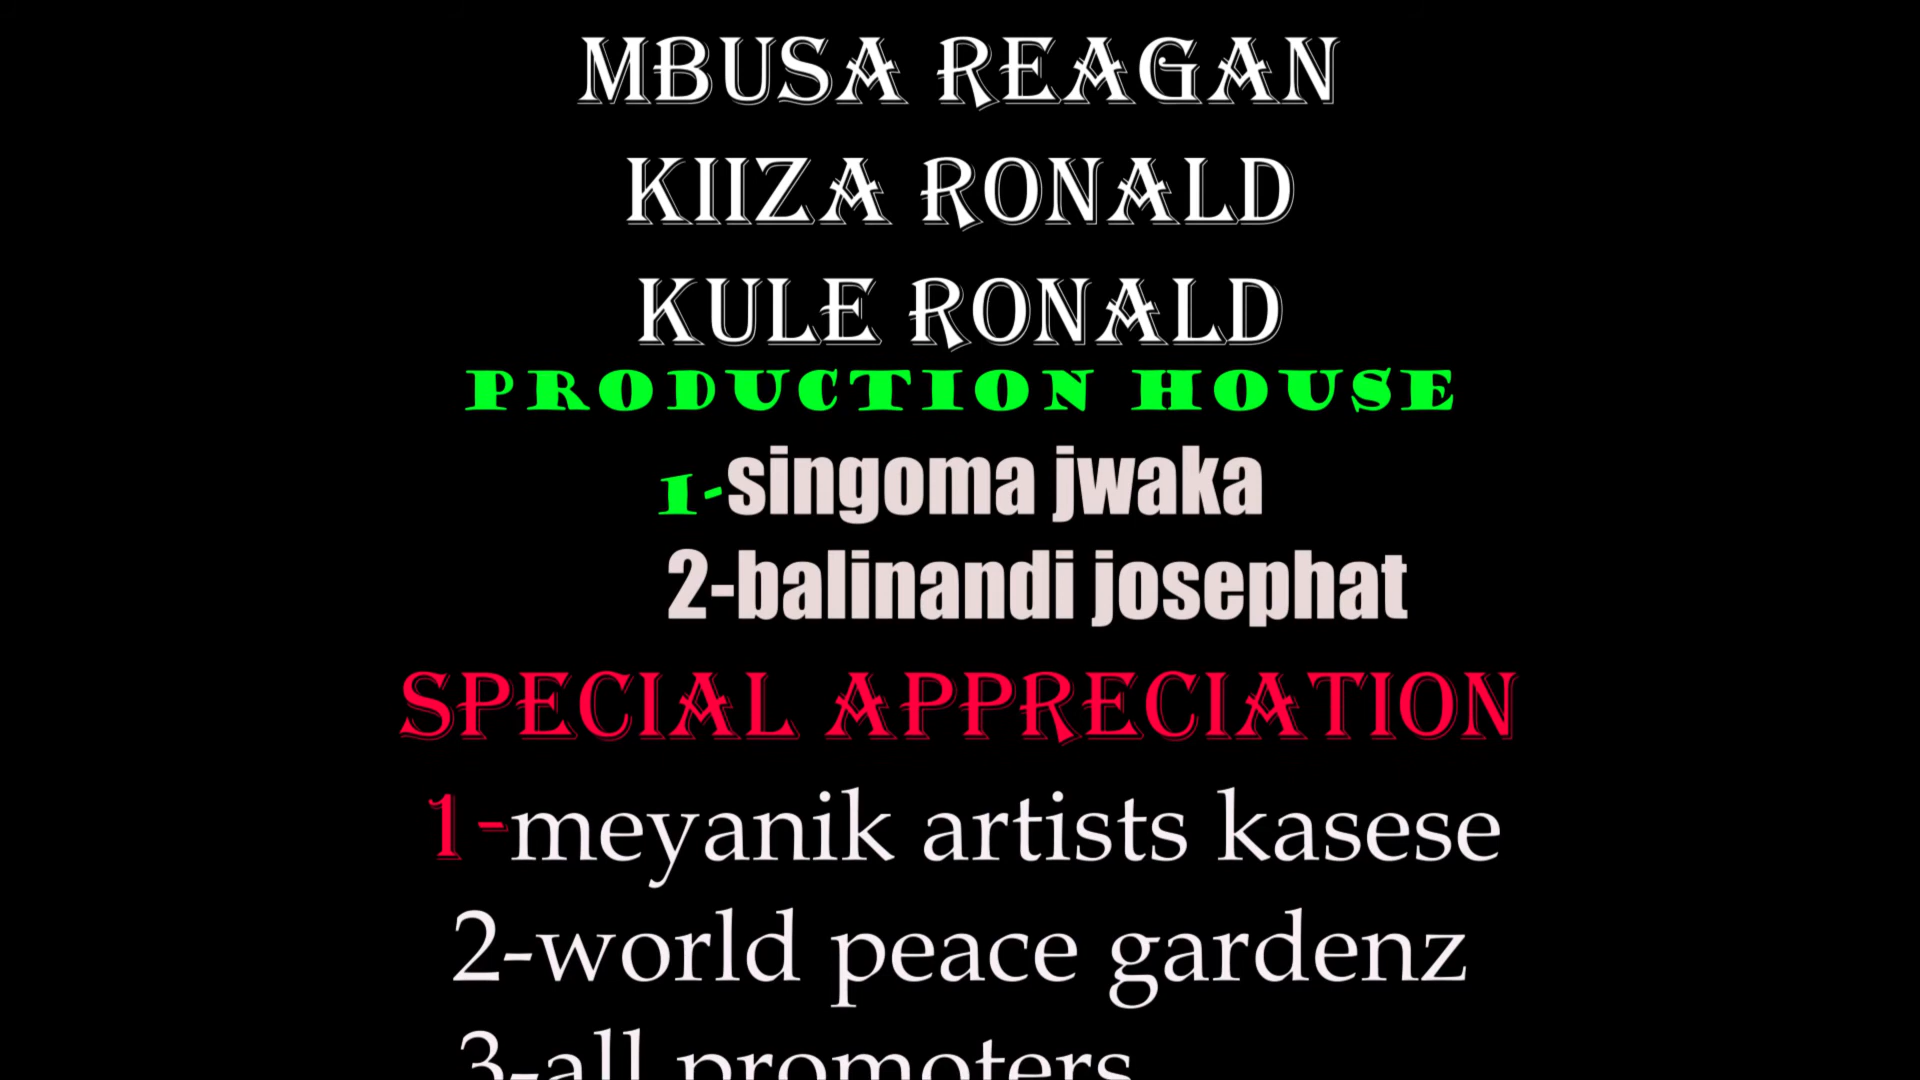 MBUSA REAGAN
KIIZA RONALD
KULE RONALD
PRODUCTION HOUSE
1-singoma jwaka
2-balinandi josephat
SPECIAL APPRECIATION
1-meyanik artists kasese
2-world peace gardenz
3-all promoters